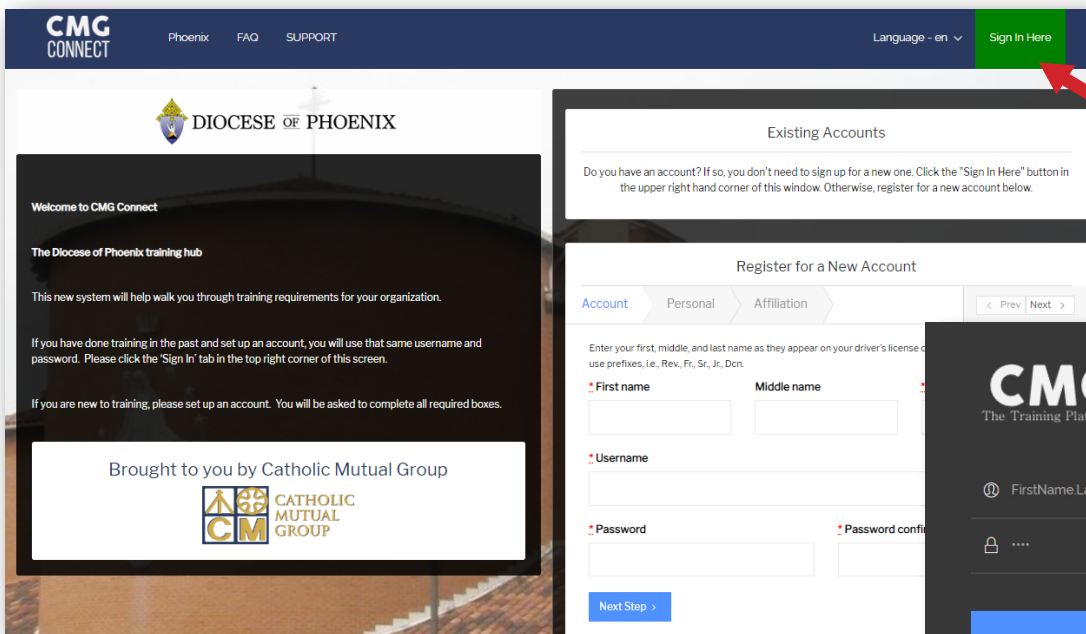 CMG
CONNECT
Phoenix FAQ SUPPORT
Language - en
Sign In Here
DIOCESE OF PHOENIX
Welcome to CMG Connect
The Diocese of Phoenix training hub
This new system will help walk you through training requirements for your organization.
If you have done training in the past and set up an account, you will use that same username and
password. Please click the 'Sign In' tab in the top right corner of this screen.
If you are new to training, please set up an account. You will be asked to complete all required boxes.
Brought to you by Catholic Mutual Group
CM
CATHOLIC
MUTUAL
GROUP
Existing Accounts
Do you have an account? If so, you don't need to sign up for a new one. Click the "Sign In Here" button in
the upper right hand corner of this window. Otherwise, register for a new account below.
Register for a New Account
Account Personal Affiliation
< Prev Next >
Enter your first, middle, and last name as they appear on your driver's license
use prefixes, i.e., Rev., Fr., Sr., Jr., Dcn.
* First name Middle name *
* Username
* Password * Password confi
Next Step >
CM
The Training Pla
FirstName.La
....